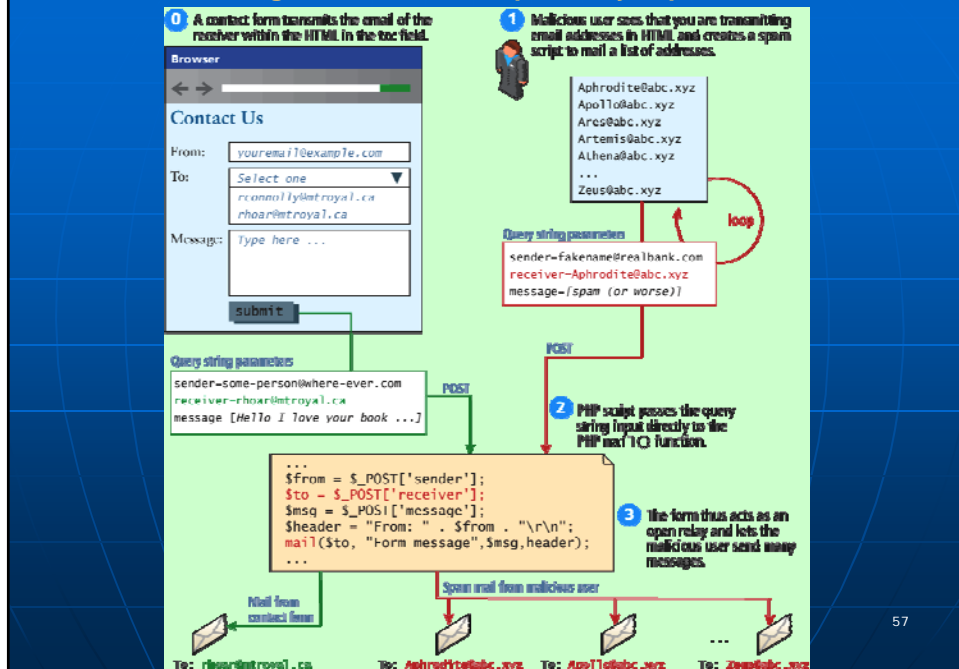 0 A contact form transmits the email of the
receiver within the HTML in the to: field.
Browser
Contact Us
From: youremail@example.com
To: Select one
rconnolly@mtroyal.ca
rhoar@mtroyal.ca
Message: Type here ...
submit
Query string parameters
sender=some-person@where-ever.com
receiver=rhoar@mtroyal.ca
message [Hello I love your book ...]
POST
1 Malicious user sees that you are transmitting
email addresses in HTML and creates a spam
script to mail a list of addresses.
Aphrodite@abc.xyz
Apollo@abc.xyz
Ares@abc.xyz
Artemis@abc.xyz
Athena@abc.xyz
...
Zeus@abc.xyz
loop
Query string parameters
sender=fakename@realbank.com
receiver=Aphrodite@abc.xyz
message=[spam (or worse)]
POST
2 PHP script passes the query
string input directly to the
PHP mail() function.
...
$from = $_POST['sender'];
$to = $_POST['receiver'];
$msg = $_POST['message'];
$header = "From: " . $from . "\r\n";
mail($to, "Form message",$msg,header);
...
3 The form thus acts as an
open relay and lets the
malicious user send many
messages.
Mail from
contact form
Spam mail from malicious user
...
To: rhoar@mtroyal.ca To: Aphrodite@abc.xyz To: Apollo@abc.xyz To: Zeus@abc.xyz
57